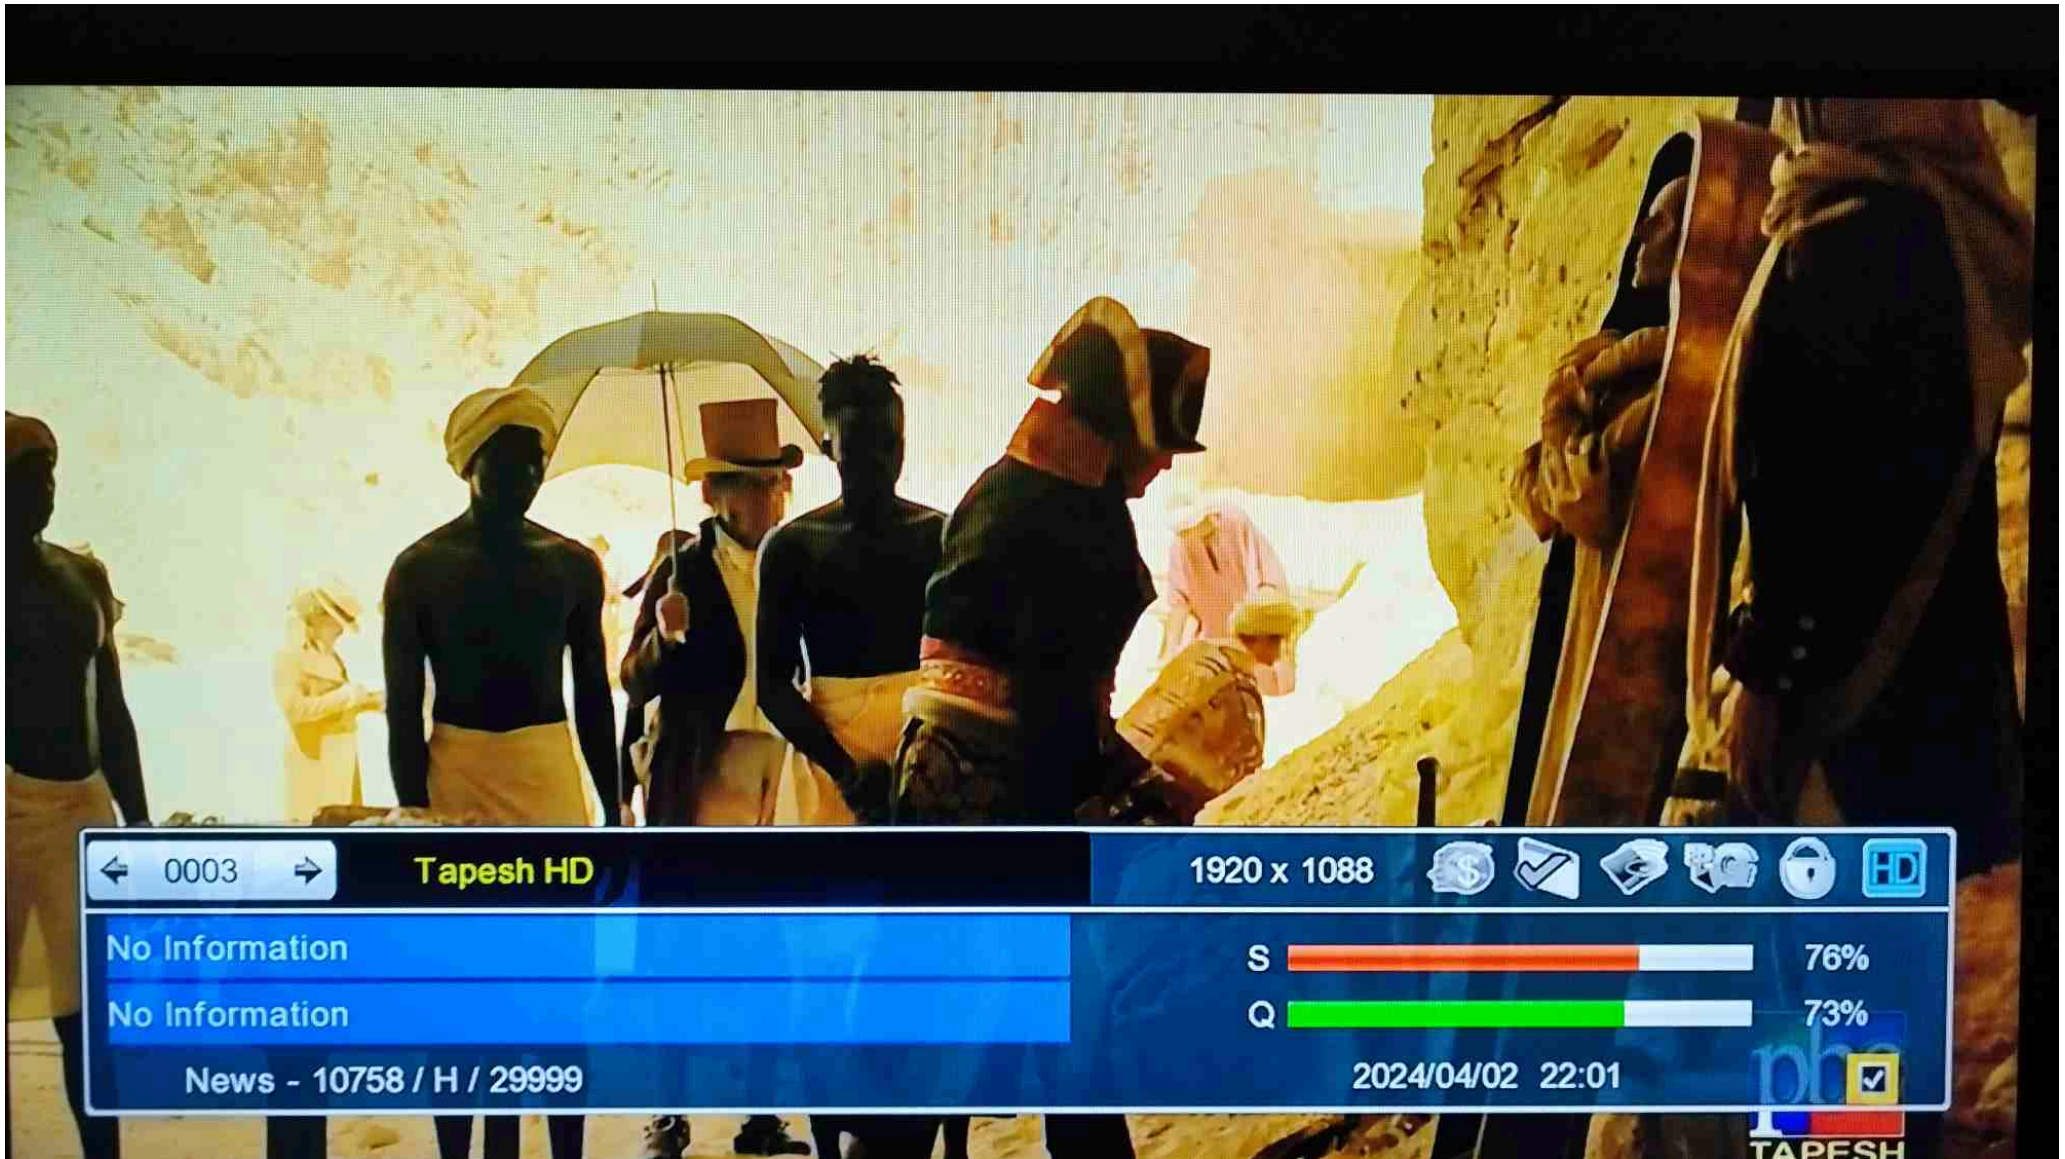 0003
Tapesh HD
1920 x 1088
HD
No Information
S 76%
No Information
Q 73%
News - 10758 / H / 29999
2024/04/02 22:01
TAPESH